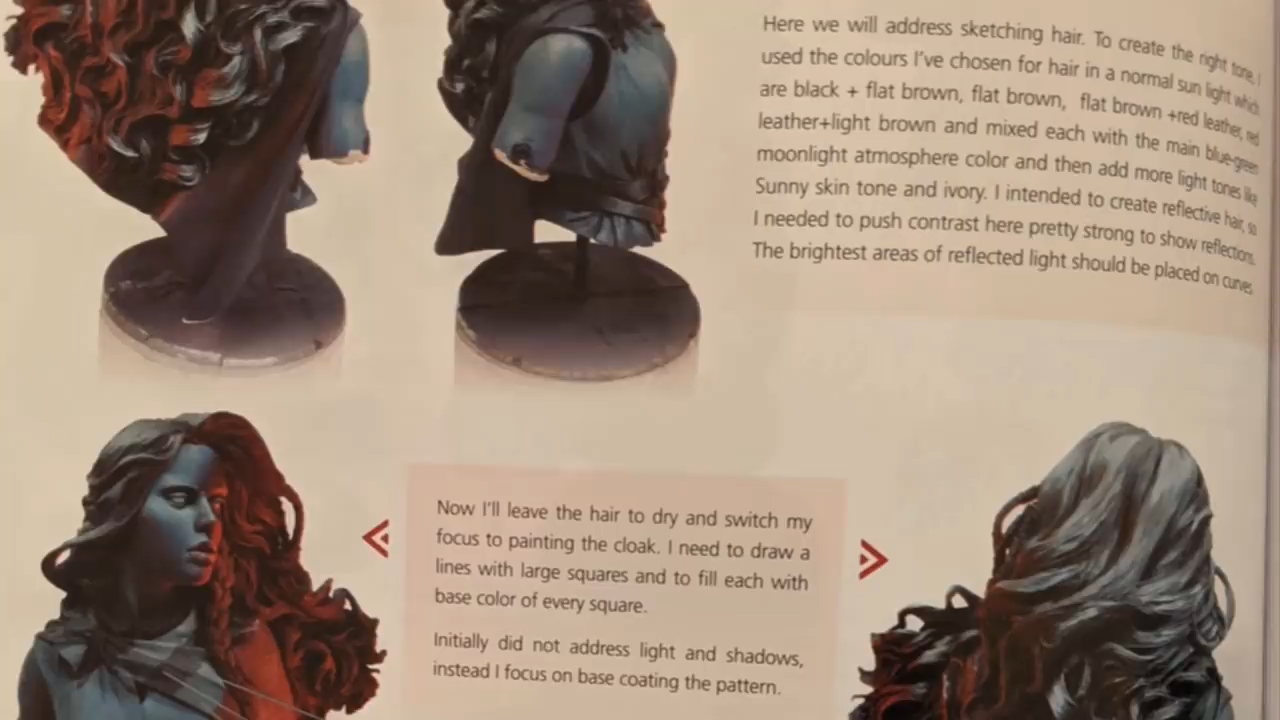 Here we will address sketching hair. To create the right tone, I
used the colours I've chosen for hair in a normal sun light which
are black + flat brown, flat brown, flat brown +red leather, red
leather+light brown and mixed each with the main blue-green
moonlight atmosphere color and then add more light tones like
Sunny skin tone and ivory. I intended to create reflective hair, so
I needed to push contrast here pretty strong to show reflections.
The brightest areas of reflected light should be placed on curves.
Now I'll leave the hair to dry and switch my
focus to painting the cloak. I need to draw a
lines with large squares and to fill each with
base color of every square.
Initially did not address light and shadows,
instead I focus on base coating the pattern.